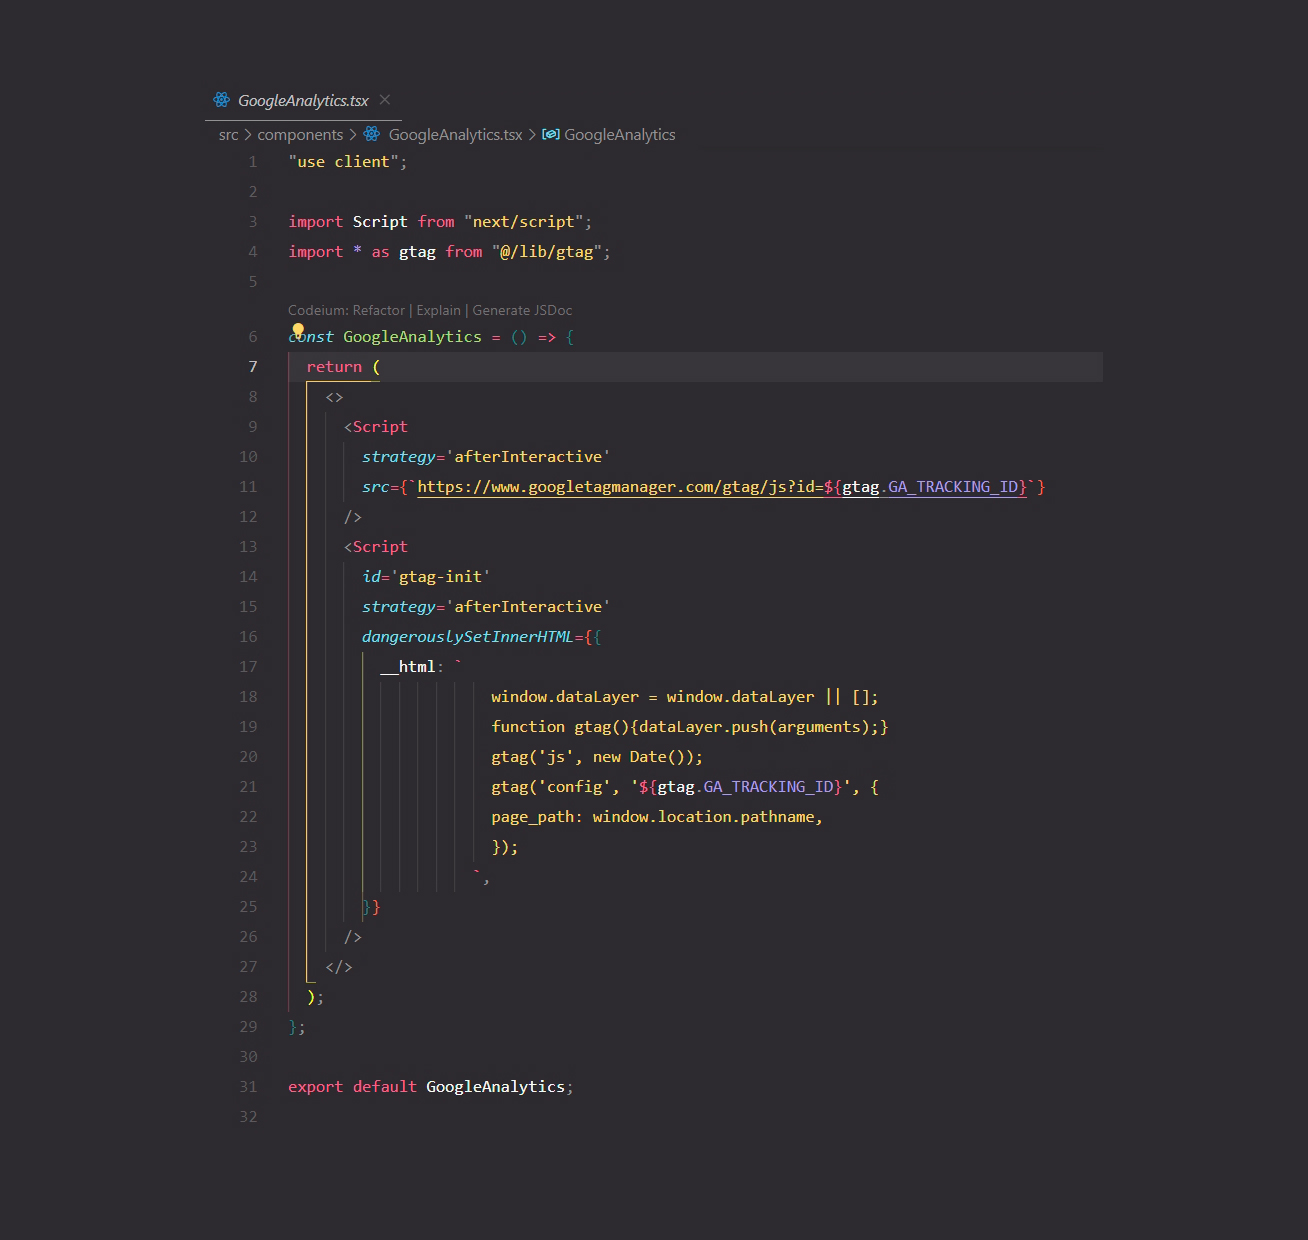 GoogleAnalytics.tsx
src > components > GoogleAnalytics.tsx > GoogleAnalytics
1 "use client";
2
3 import Script from "next/script";
4 import * as gtag from "@/lib/gtag";
5
Codeium: Refactor | Explain | Generate JSDoc
6 const GoogleAnalytics = () => {
7 return (
8 <>
9 <Script
10 strategy='afterInteractive'
11 src={`https://www.googletagmanager.com/gtag/js?id=${gtag.GA_TRACKING_ID}`}
12 />
13 <Script
14 id='gtag-init'
15 strategy='afterInteractive'
16 dangerouslySetInnerHTML={{
17 __html: `
18 window.dataLayer = window.dataLayer || [];
19 function gtag(){dataLayer.push(arguments);}
20 gtag('js', new Date());
21 gtag('config', '${gtag.GA_TRACKING_ID}', {
22 page_path: window.location.pathname,
23 });
24 `,
25 }}
26 />
27 </>
28 );
29 };
30
31 export default GoogleAnalytics;
32